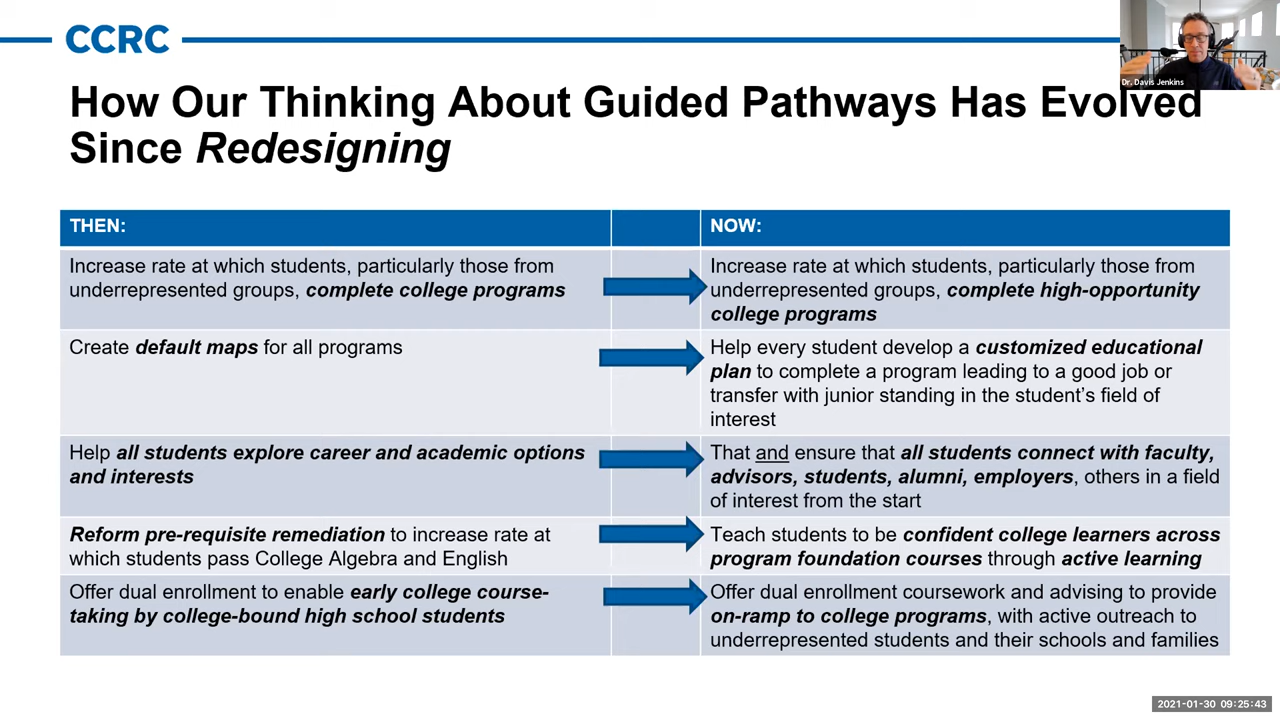 CCRC
Dr. Davis Jenkins
How Our Thinking About Guided Pathways Has Evolved
Since Redesigning
THEN:
NOW:
Increase rate at which students, particularly those from
underrepresented groups, complete college programs
Increase rate at which students, particularly those from
underrepresented groups, complete high-opportunity
college programs
Create default maps for all programs
Help every student develop a customized educational
plan to complete a program leading to a good job or
transfer with junior standing in the student’s field of
interest
Help all students explore career and academic options
and interests
That and ensure that all students connect with faculty,
advisors, students, alumni, employers, others in a field
of interest from the start
Reform pre-requisite remediation to increase rate at
which students pass College Algebra and English
Teach students to be confident college learners across
program foundation courses through active learning
Offer dual enrollment to enable early college course-
taking by college-bound high school students
Offer dual enrollment coursework and advising to provide
on-ramp to college programs, with active outreach to
underrepresented students and their schools and families
2021-01-30 09:25:43